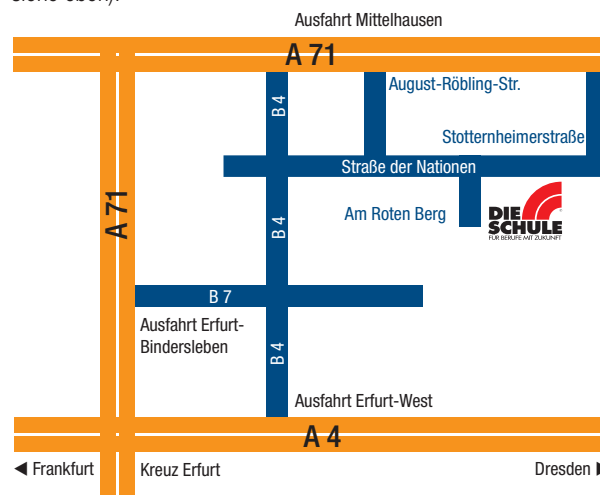 siehe oben).
Ausfahrt Mittelhausen
A 71
B 4
August-Röbling-Str.
Stotternheimerstraße
Straße der Nationen
A 71
B 4
Am Roten Berg
DIE
SCHULE
FÜR BERUFE MIT ZUKUNFT
B 7
Ausfahrt Erfurt-
Bindersleben
B 4
Ausfahrt Erfurt-West
A 4
◄ Frankfurt
Kreuz Erfurt
Dresden ►